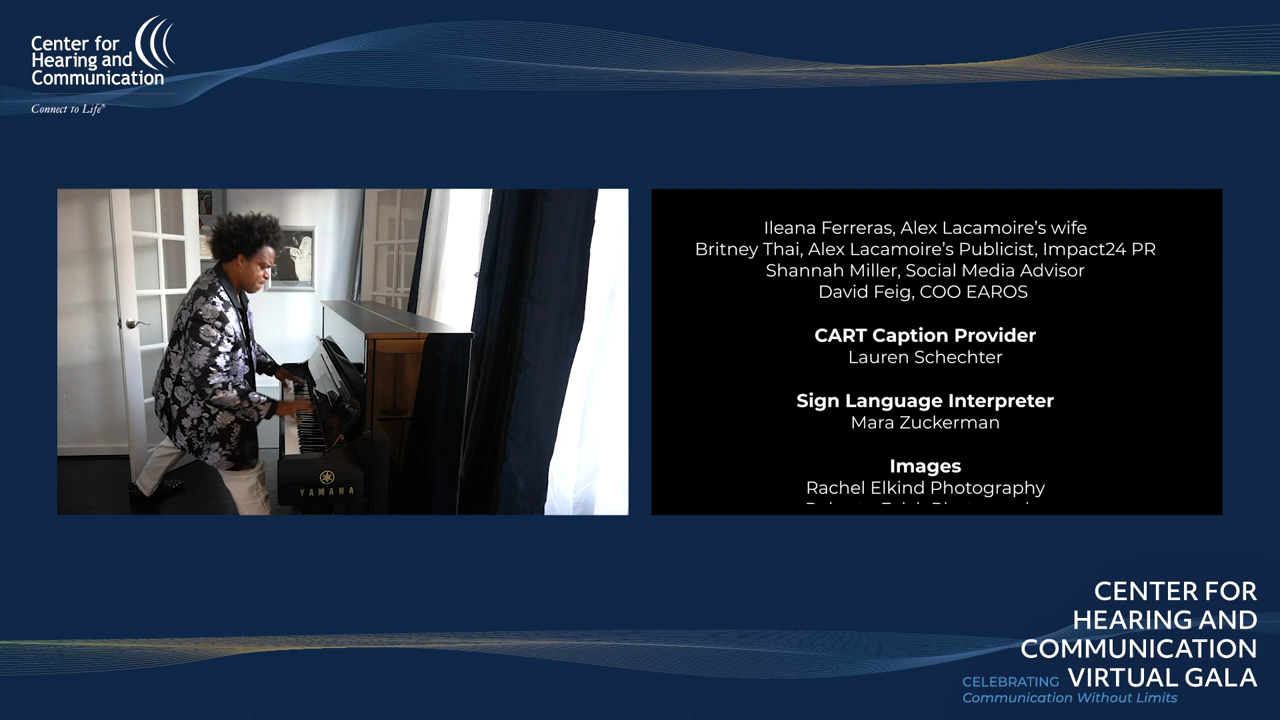 Center for
Hearing and
Communication
Connect to Life®
Ileana Ferreras, Alex Lacamoire’s wife
Britney Thai, Alex Lacamoire’s Publicist, Impact24 PR
Shannah Miller, Social Media Advisor
David Feig, COO EAROS
CART Caption Provider
Lauren Schechter
Sign Language Interpreter
Mara Zuckerman
Images
Rachel Elkind Photography
YAMAHA
CENTER FOR
HEARING AND
COMMUNICATION
CELEBRATING VIRTUAL GALA
Communication Without Limits